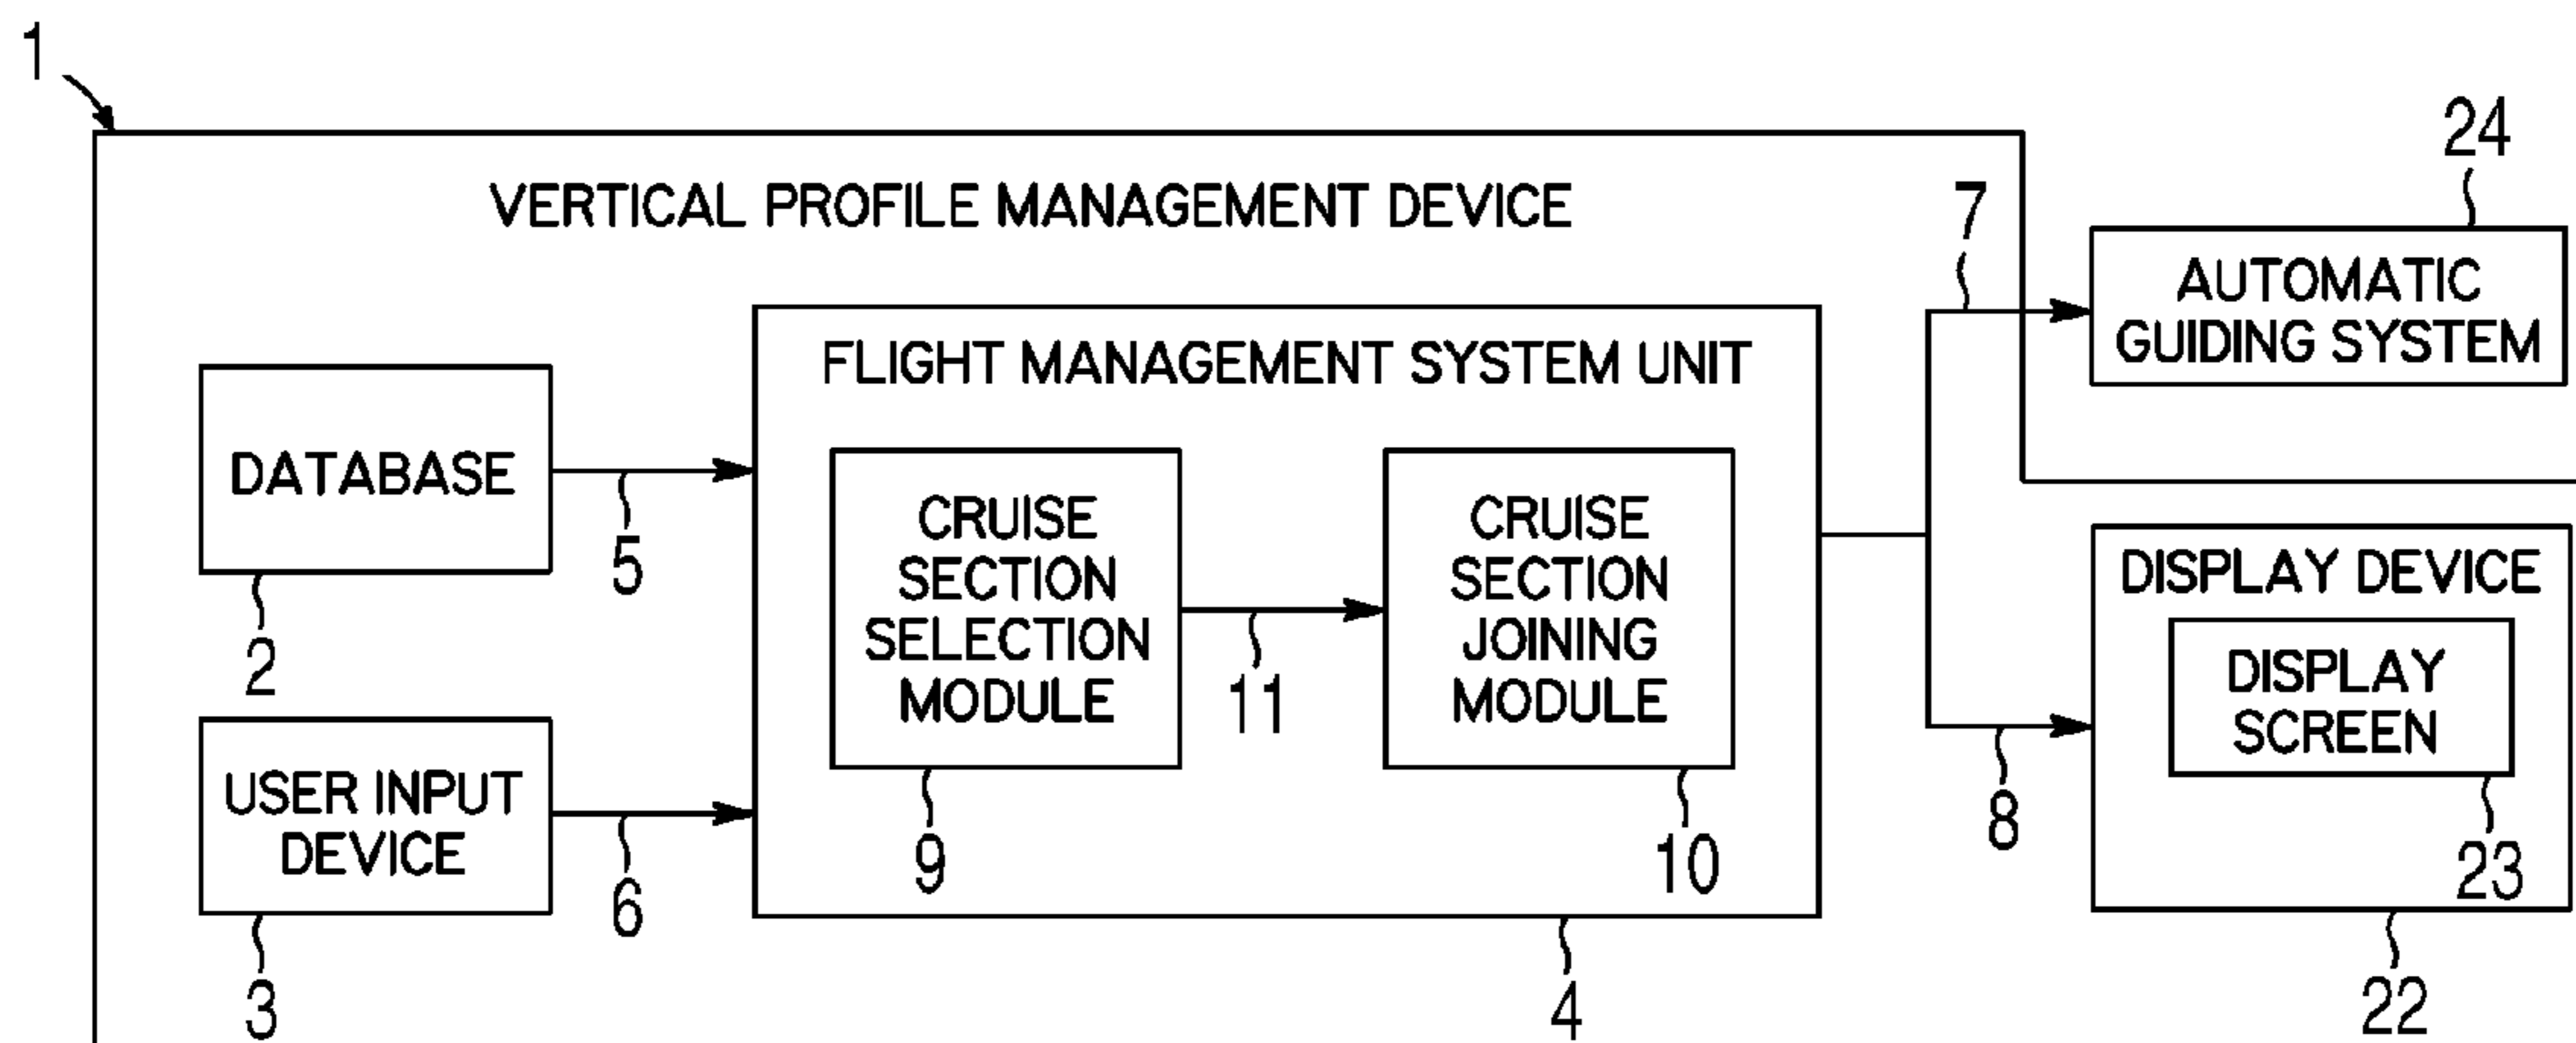 1
VERTICAL PROFILE MANAGEMENT DEVICE
7
24
AUTOMATIC
GUIDING SYSTEM
FLIGHT MANAGEMENT SYSTEM UNIT
DATABASE
5
2
CRUISE
SECTION
SELECTION
MODULE
11
CRUISE
SECTION
JOINING
MODULE
DISPLAY DEVICE
DISPLAY
SCREEN
USER INPUT
DEVICE
6
9
10
8
23
3
4
22